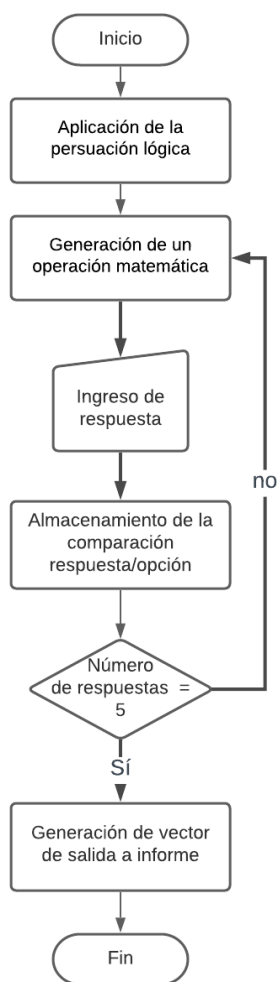 Inicio
Aplicación de la
persuación lógica
Generación de un
operación matemática
Ingreso de
respuesta
no
Almacenamiento de la
comparación
respuesta/opción
Número
de respuestas =
5
Sí
Generación de vector
de salida a informe
Fin